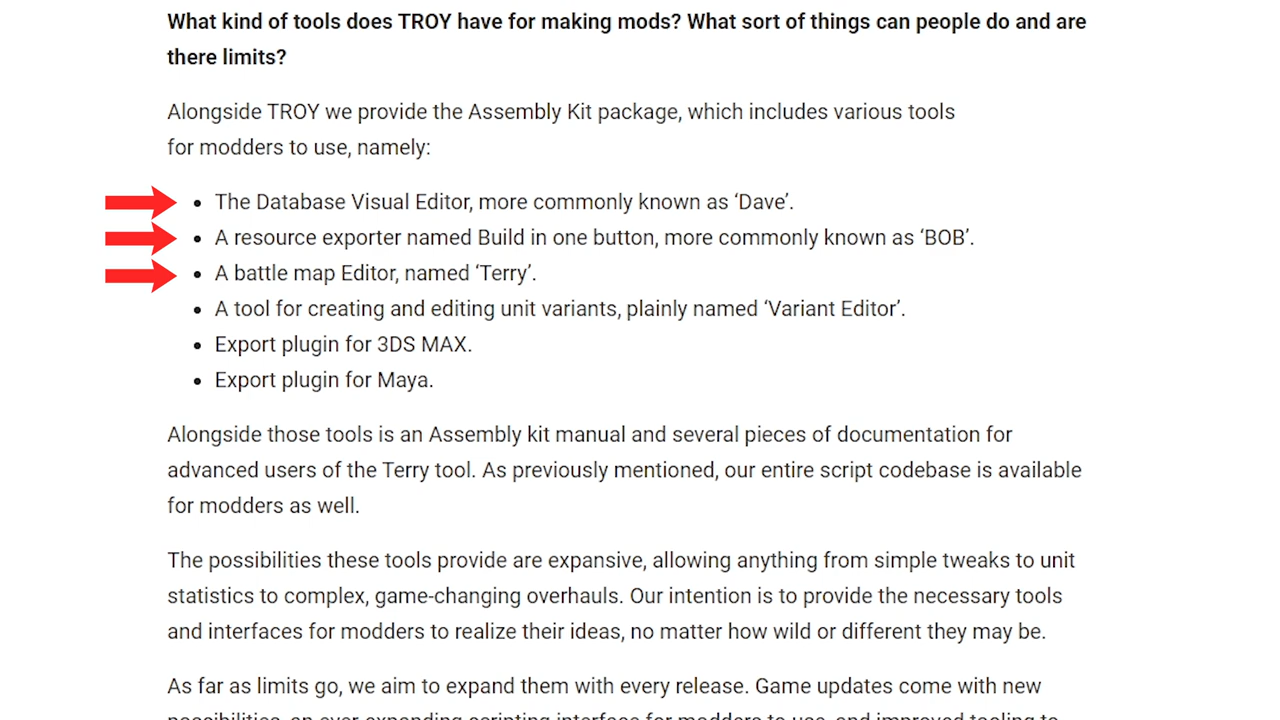 What kind of tools does TROY have for making mods? What sort of things can people do and are
there limits?
Alongside TROY we provide the Assembly Kit package, which includes various tools
for modders to use, namely:
• The Database Visual Editor, more commonly known as ‘Dave’.
• A resource exporter named Build in one button, more commonly known as ‘BOB’.
• A battle map Editor, named ‘Terry’.
• A tool for creating and editing unit variants, plainly named ‘Variant Editor’.
• Export plugin for 3DS MAX.
• Export plugin for Maya.
Alongside those tools is an Assembly kit manual and several pieces of documentation for
advanced users of the Terry tool. As previously mentioned, our entire script codebase is available
for modders as well.
The possibilities these tools provide are expansive, allowing anything from simple tweaks to unit
statistics to complex, game-changing overhauls. Our intention is to provide the necessary tools
and interfaces for modders to realize their ideas, no matter how wild or different they may be.
As far as limits go, we aim to expand them with every release. Game updates come with new
possibilities, an ever expanding scripting interface for modders to use, and improved tooling to